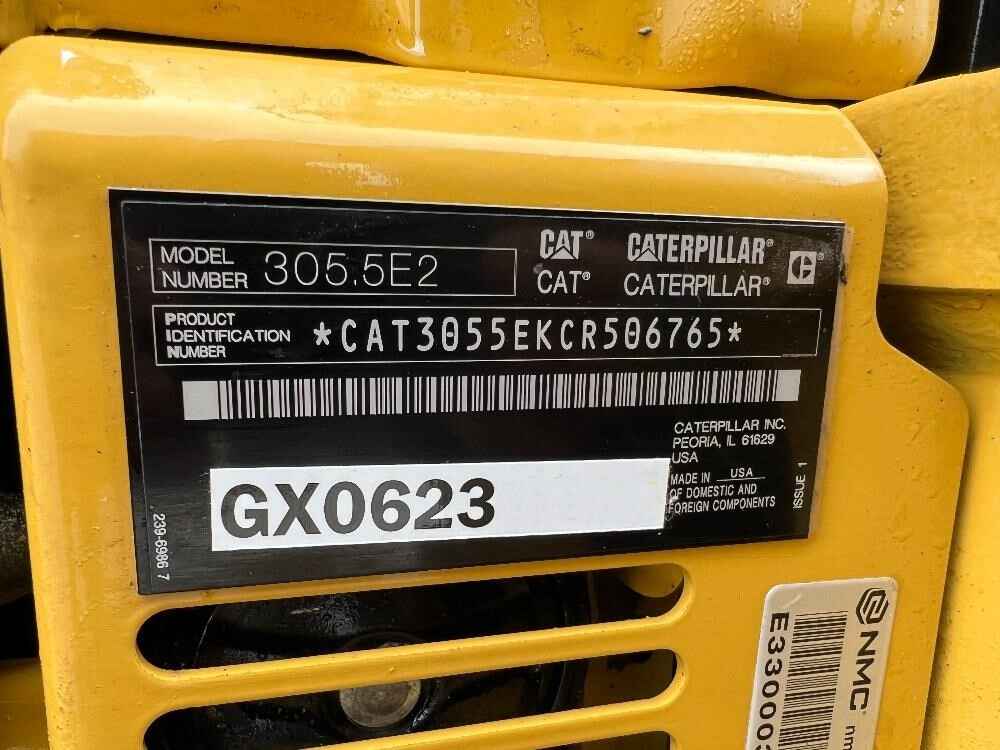 MODEL
NUMBER 305.5E2
CAT® CATERPILLAR®
CAT® CATERPILLAR®
PRODUCT
IDENTIFICATION
NUMBER
*CAT3055EKCR506765*
CATERPILLAR INC.
PEORIA, IL 61629
USA
MADE IN USA
OF DOMESTIC AND
FOREIGN COMPONENTS
ISSUE 1
GX0623
239-6986 7
NMC